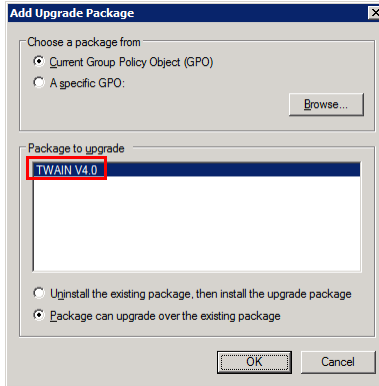 Add Upgrade Package
Choose a package from
Current Group Policy Object (GPO)
A specific GPO:
Browse...
Package to upgrade
TWAIN V4.0
Uninstall the existing package, then install the upgrade package
Package can upgrade over the existing package
OK Cancel